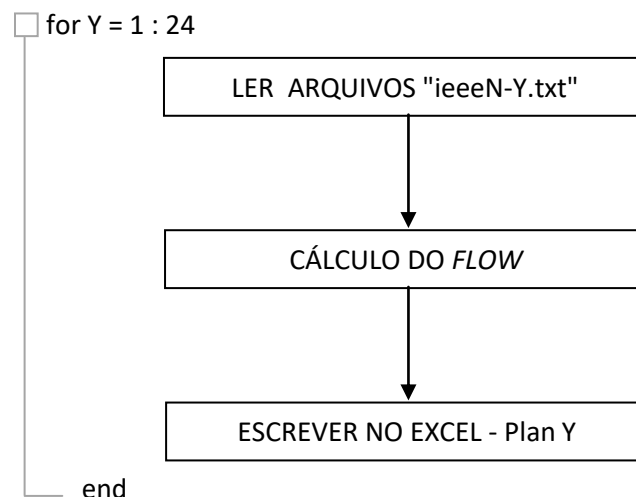 for Y = 1 : 24
LER ARQUIVOS "ieeeN-Y.txt"
CÁLCULO DO FLOW
ESCREVER NO EXCEL - Plan Y
end